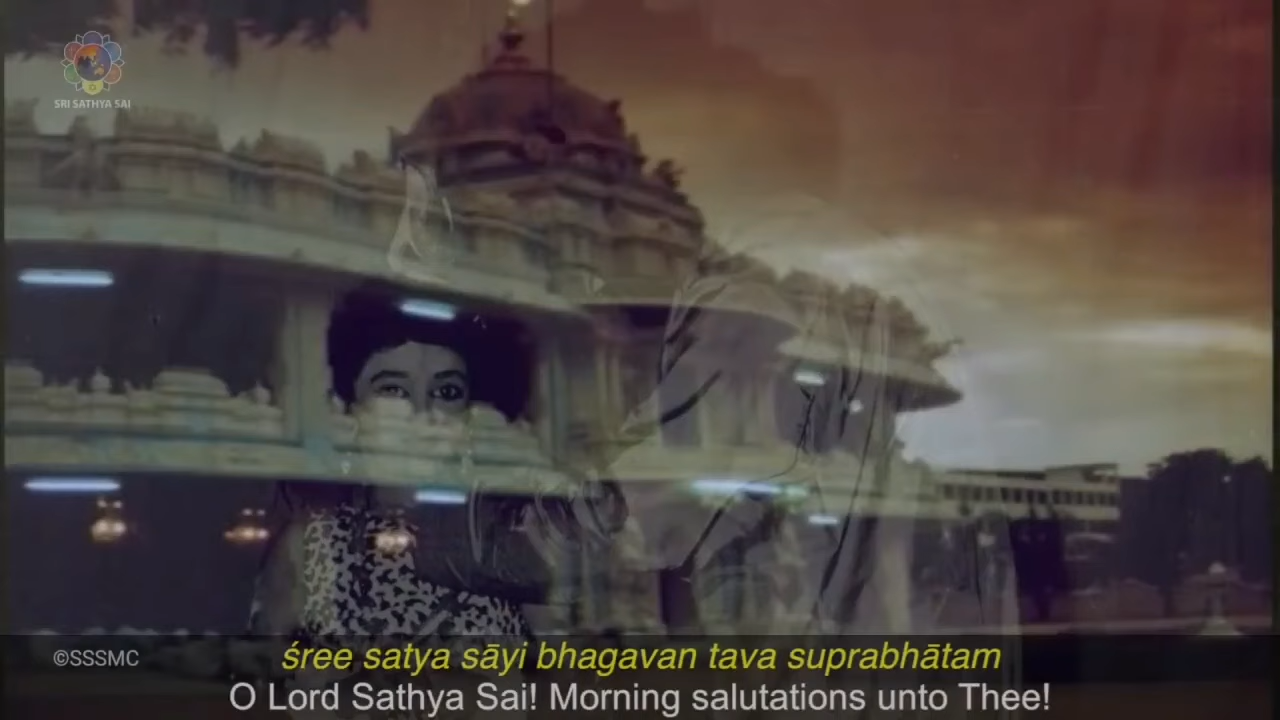 SRI SATHYA SAI
©SSSMC
śree satya sāyi bhagavan tava suprabhātam
O Lord Sathya Sai! Morning salutations unto Thee!